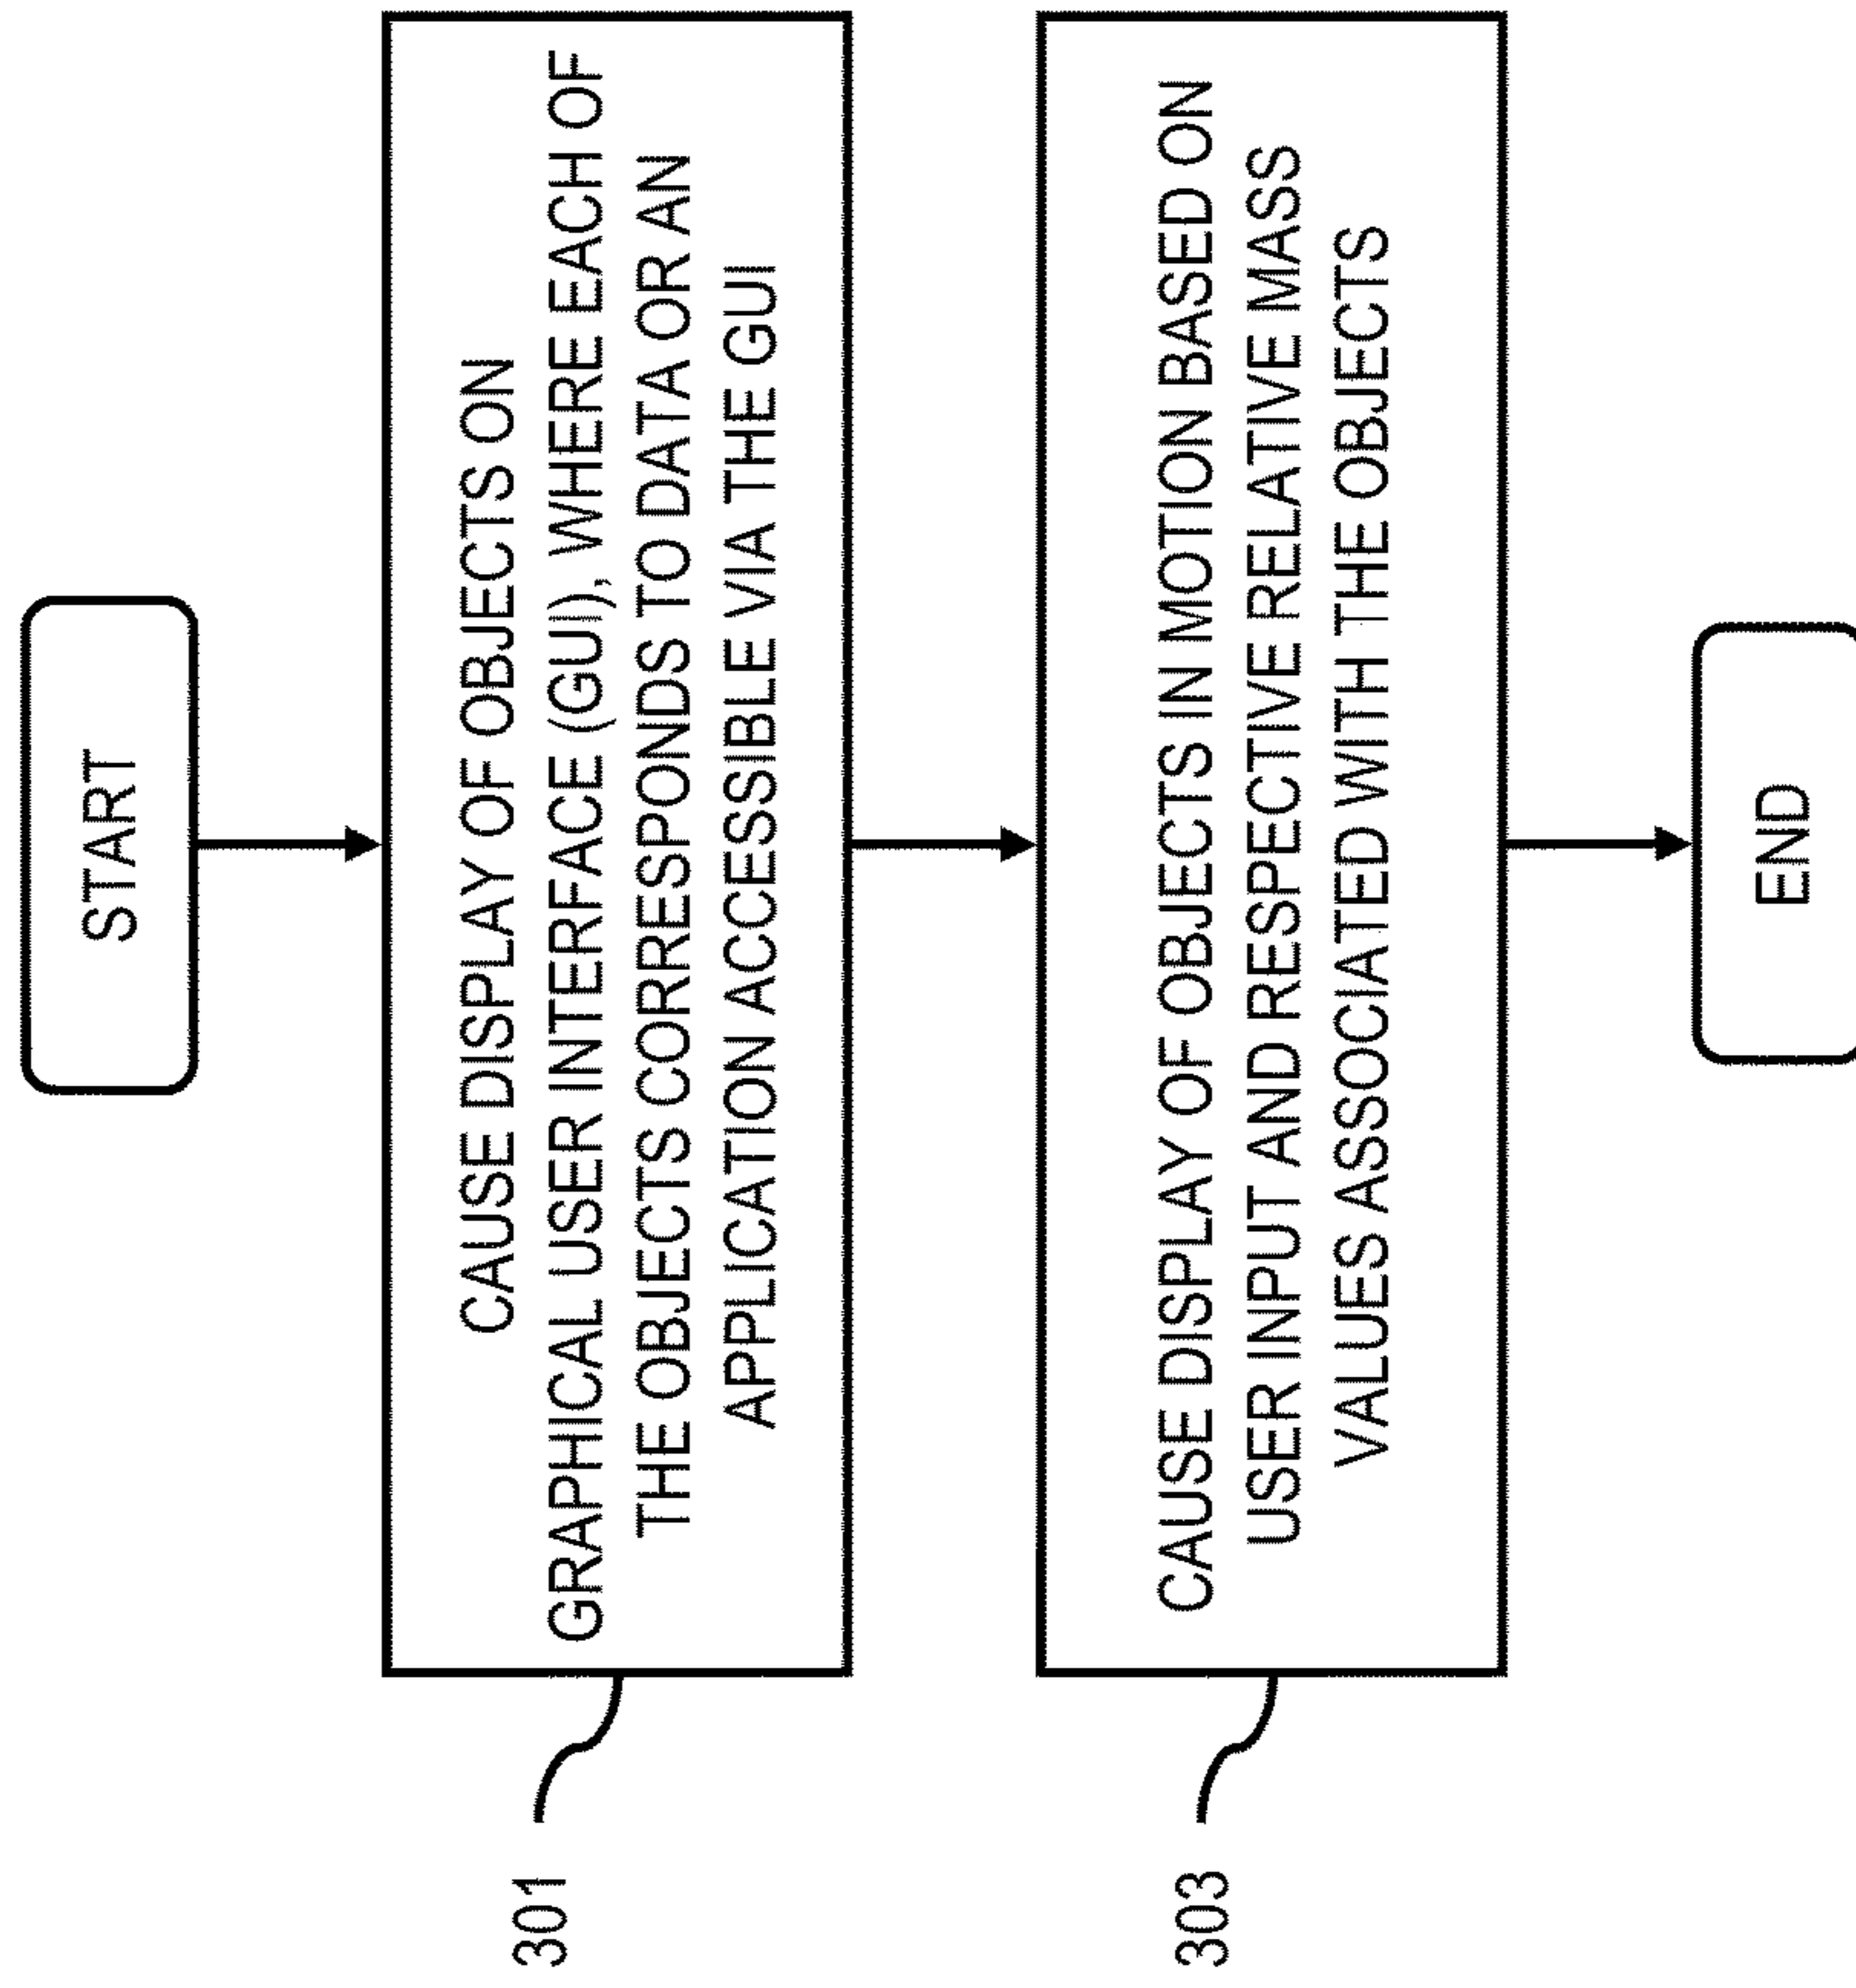 START
CAUSE DISPLAY OF OBJECTS ON
GRAPHICAL USER INTERFACE (GUI), WHERE EACH OF
THE OBJECTS CORRESPONDS TO DATA OR AN
APPLICATION ACCESSIBLE VIA THE GUI
301
CAUSE DISPLAY OF OBJECTS IN MOTION BASED ON
USER INPUT AND RESPECTIVE RELATIVE MASS
VALUES ASSOCIATED WITH THE OBJECTS
303
END